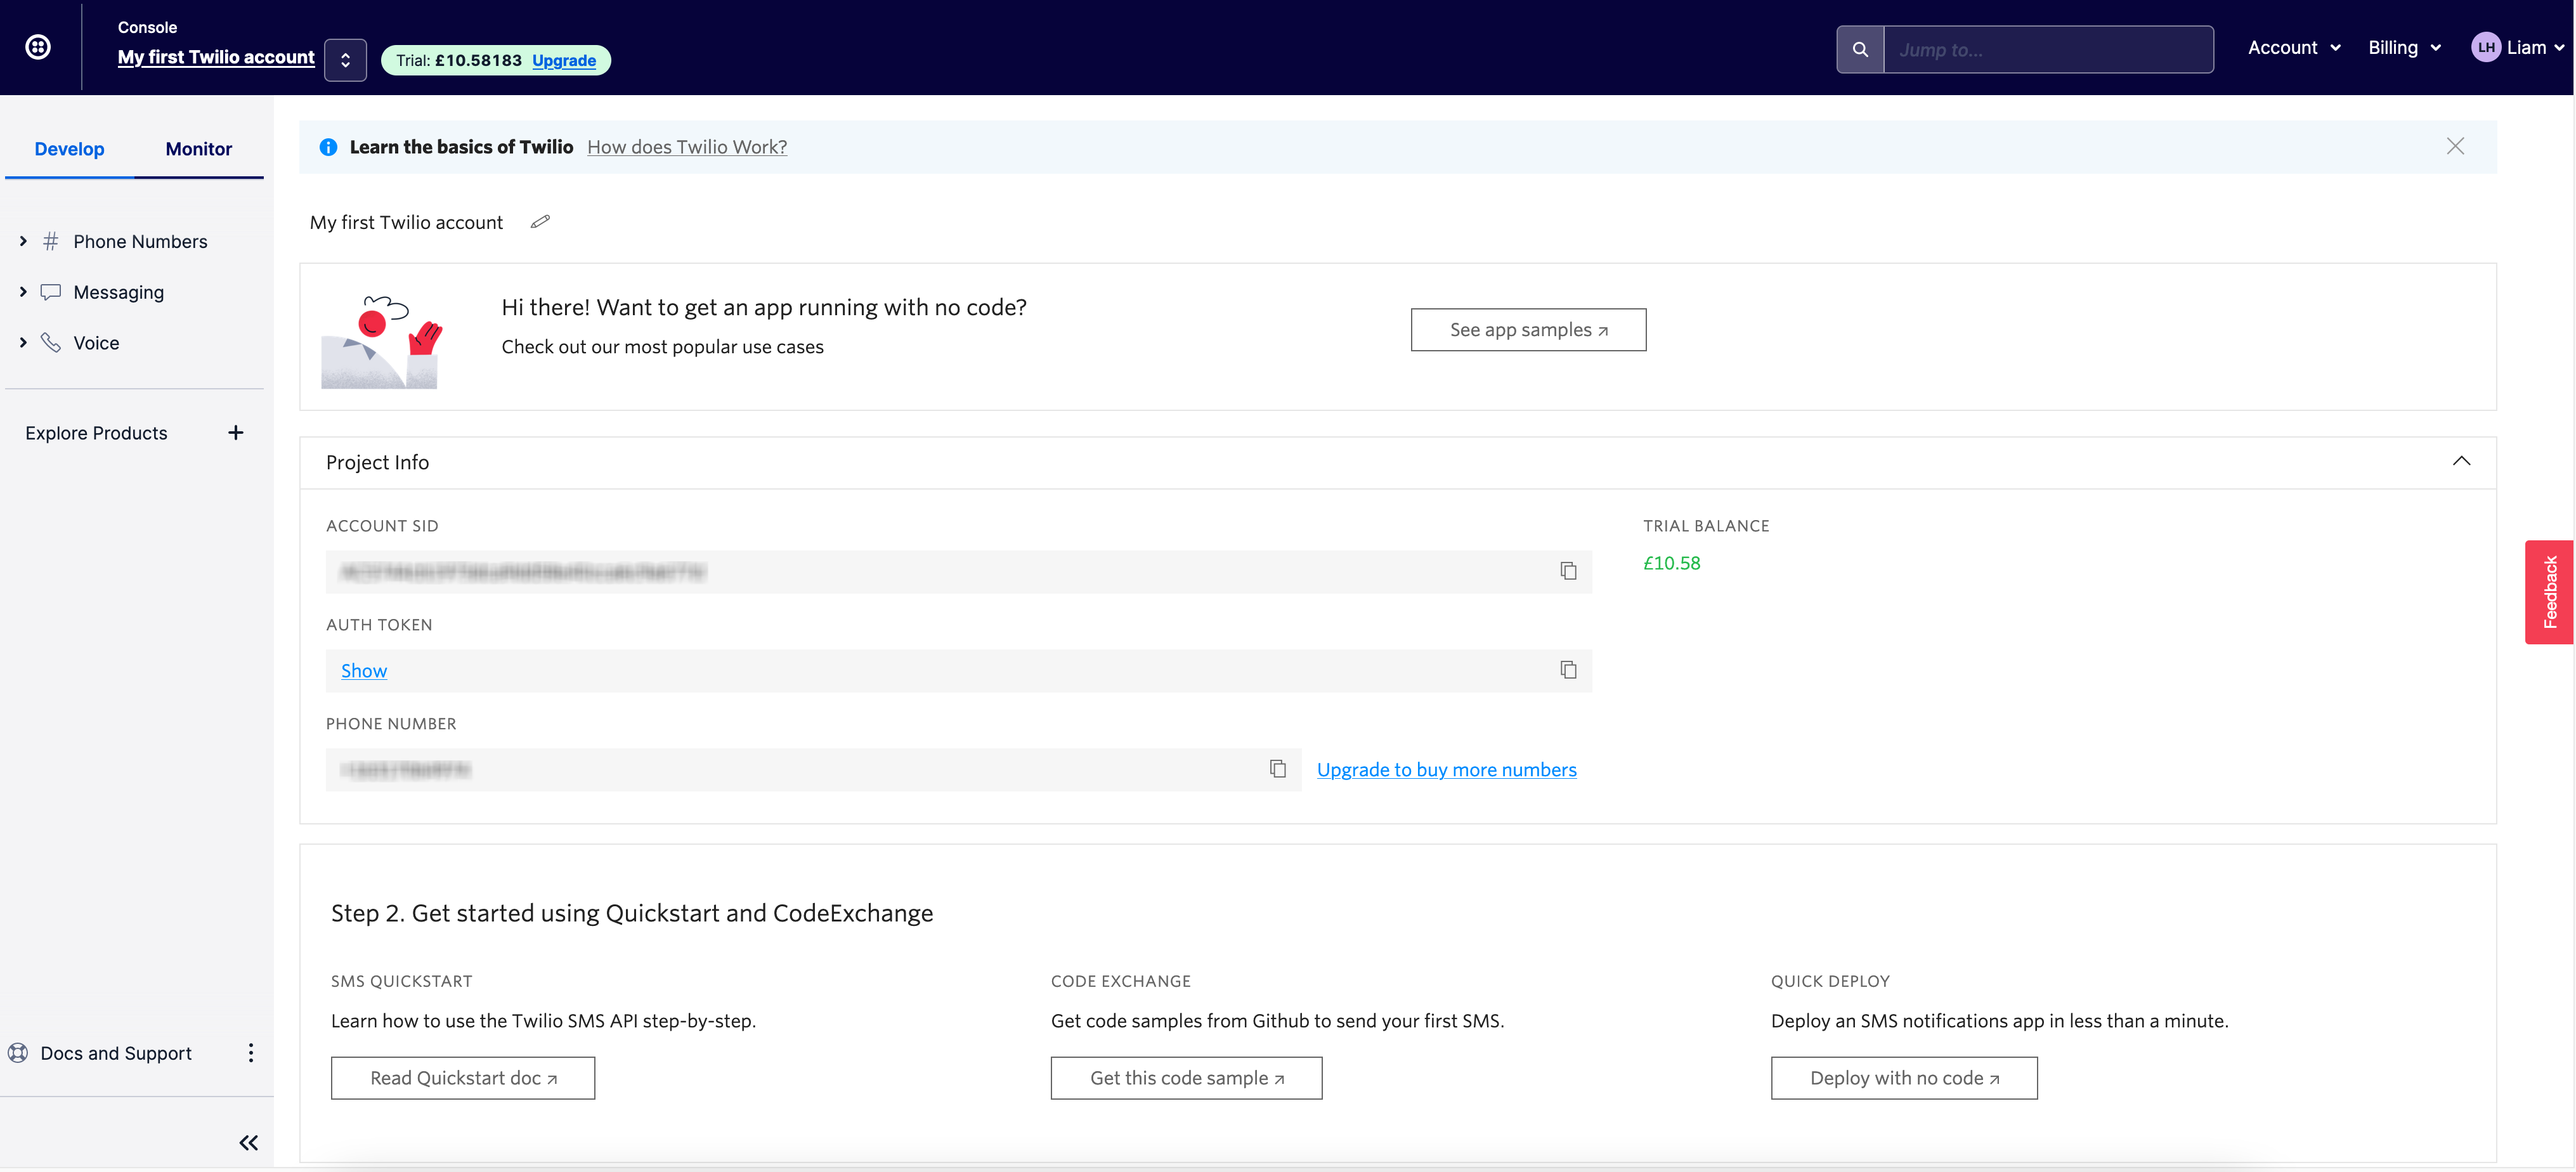 Console
My first Twilio account
Trial: £10.58183 Upgrade
Jump to...
Account
Billing
LH Liam
Develop
Monitor
Learn the basics of Twilio How does Twilio Work?
My first Twilio account
# Phone Numbers
Messaging
Voice
Explore Products +
Hi there! Want to get an app running with no code?
Check out our most popular use cases
See app samples ↗
Project Info
ACCOUNT SID
TRIAL BALANCE
£10.58
AUTH TOKEN
Show
PHONE NUMBER
Upgrade to buy more numbers
Feedback
Step 2. Get started using Quickstart and CodeExchange
SMS QUICKSTART
Learn how to use the Twilio SMS API step-by-step.
Read Quickstart doc ↗
CODE EXCHANGE
Get code samples from Github to send your first SMS.
Get this code sample ↗
QUICK DEPLOY
Deploy an SMS notifications app in less than a minute.
Deploy with no code ↗
Docs and Support